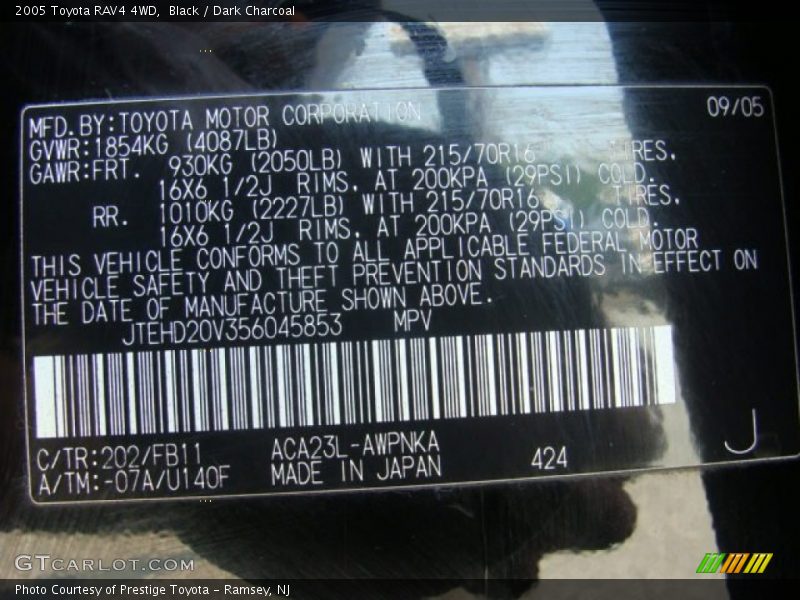 2005 Toyota RAV4 4WD,  Black / Dark Charcoal
MFD.BY:TOYOTA MOTOR CORPORATION 09/05
GVWR:1854KG (4087LB)
GAWR:FRT. 930KG (2050LB) WITH 215/70R16 TIRES,
16X6 1/2J RIMS, AT 200KPA (29PSI) COLD.
RR. 1010KG (2227LB) WITH 215/70R16 TIRES,
16X6 1/2J RIMS, AT 200KPA (29PSI) COLD.
THIS VEHICLE CONFORMS TO ALL APPLICABLE FEDERAL MOTOR
VEHICLE SAFETY AND THEFT PREVENTION STANDARDS IN EFFECT ON
THE DATE OF MANUFACTURE SHOWN ABOVE.
JTEHD20V356045853 MPV
C/TR:202/FB11 ACA23L-AWPNKA 424 J
A/TM:-07A/U140F MADE IN JAPAN
GTCARLOT.COM
Photo Courtesy of Prestige Toyota - Ramsey, NJ